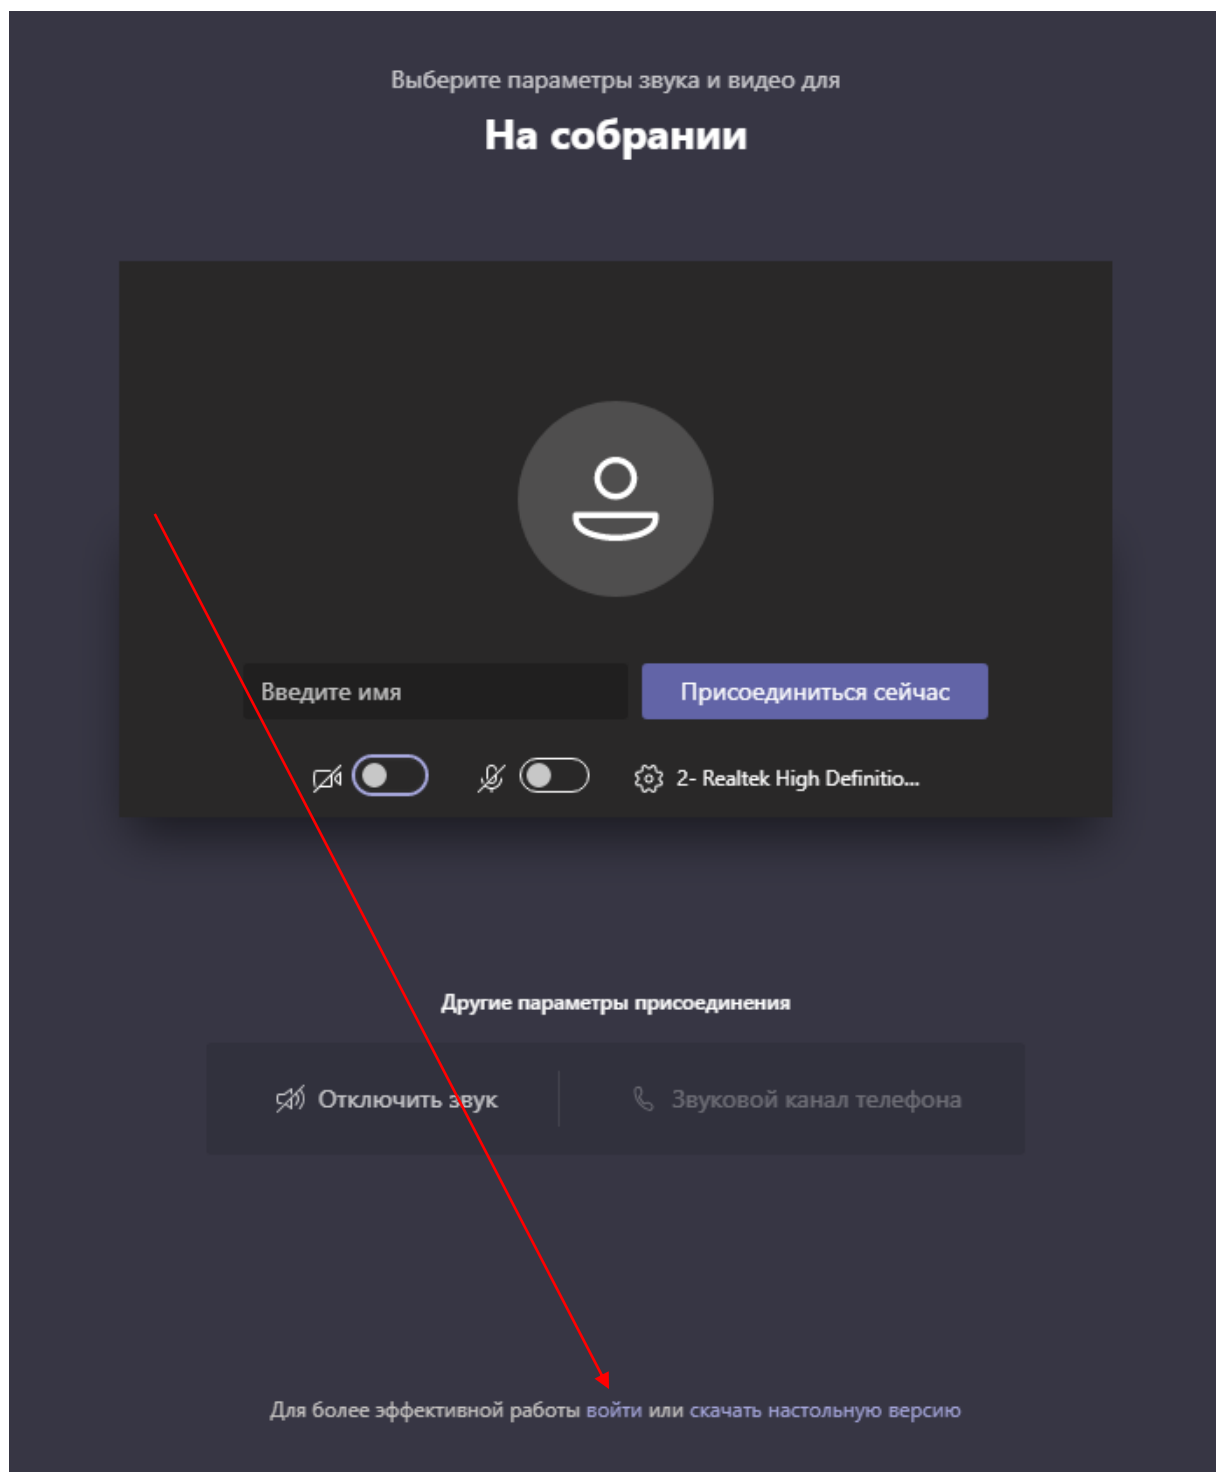 Выберите параметры звука и видео для
На собрании
Введите имя
Присоединиться сейчас
2- Realtek High Definitio...
Другие параметры присоединения
Отключить звук
Звуковой канал телефона
Для более эффективной работы войти или скачать настольную версию